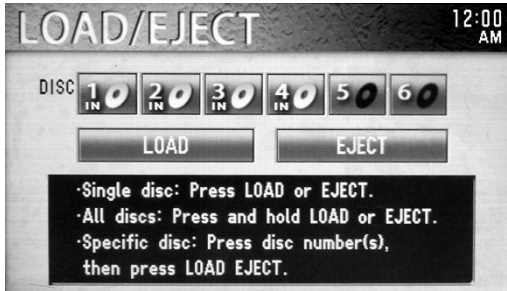 LOAD/EJECT 12:00 AM
DISC 1 IN 2 IN 3 IN 4 IN 5 6
LOAD EJECT
·Single disc: Press LOAD or EJECT.
·All discs: Press and hold LOAD or EJECT.
·Specific disc: Press disc number(s),
then press LOAD EJECT.